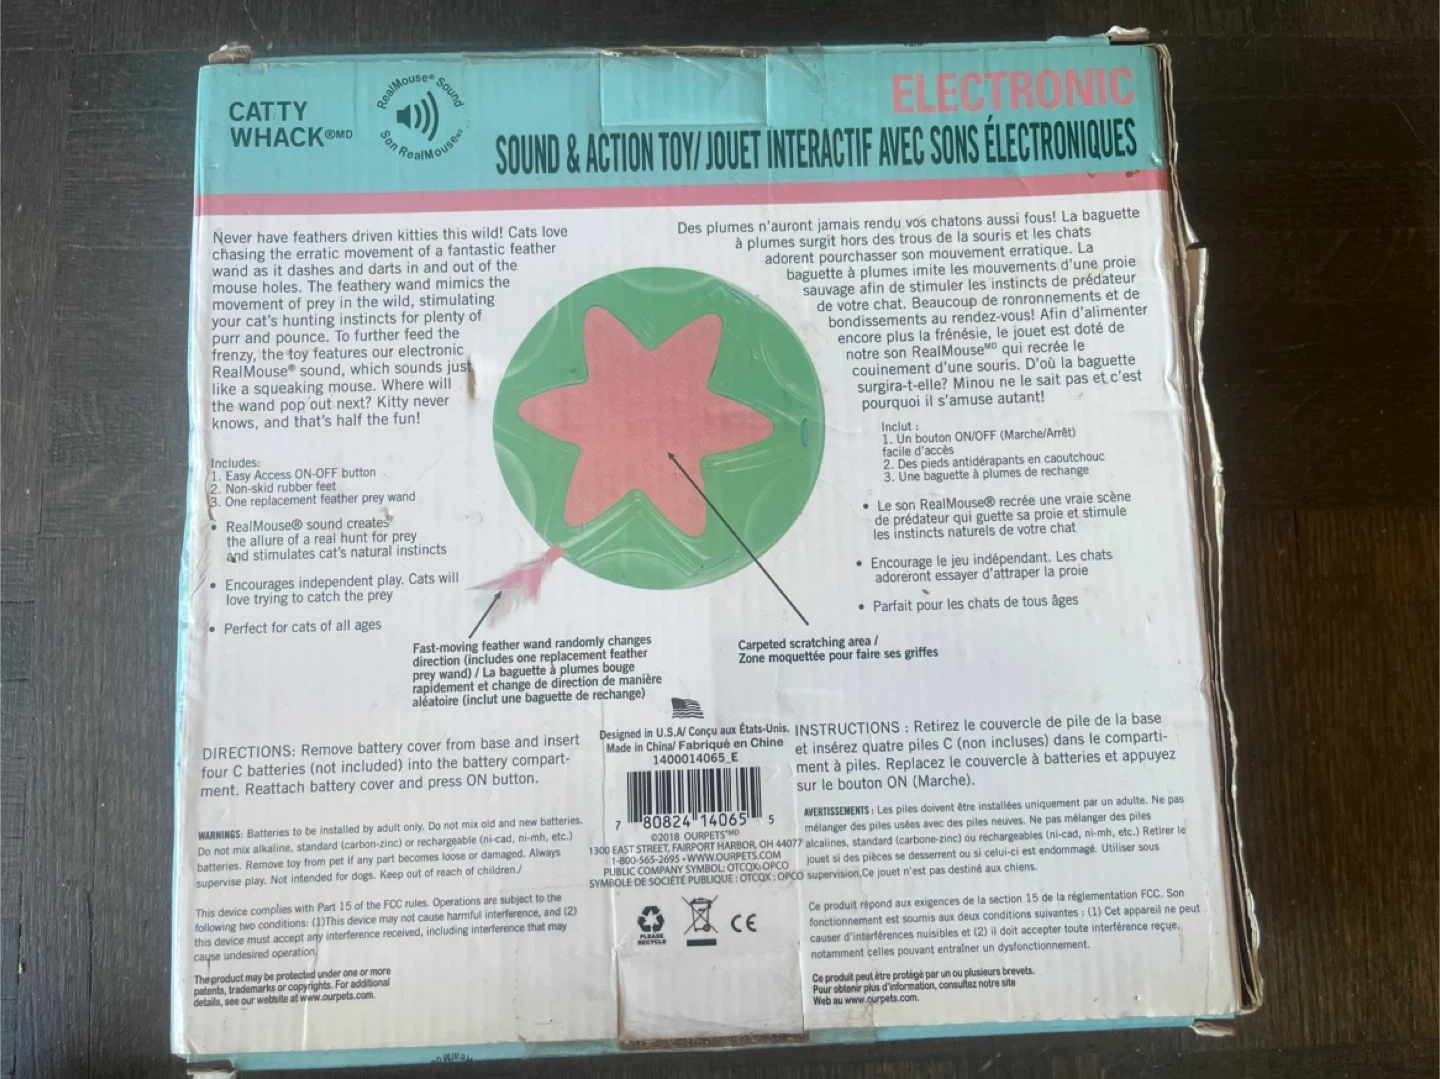 CATTY
WHACK®MD
RealMouse® Sound
Son RealMouseMD
ELECTRONIC
SOUND & ACTION TOY/ JOUET INTERACTIF AVEC SONS ÉLECTRONIQUES
Never have feathers driven kitties this wild! Cats love
chasing the erratic movement of a fantastic feather
wand as it dashes and darts in and out of the
mouse holes. The feathery wand mimics the
movement of prey in the wild, stimulating
your cat's hunting instincts for plenty of
purr and pounce. To further feed the
frenzy, the toy features our electronic
RealMouse® sound, which sounds just
like a squeaking mouse. Where will
the wand pop out next? Kitty never
knows, and that's half the fun!
Includes:
1. Easy Access ON-OFF button
2. Non-skid rubber feet
3. One replacement feather prey wand
• RealMouse® sound creates
the allure of a real hunt for prey
and stimulates cat's natural instincts
• Encourages independent play. Cats will
love trying to catch the prey
• Perfect for cats of all ages
Des plumes n'auront jamais rendu vos chatons aussi fous! La baguette
à plumes surgit hors des trous de la souris et les chats
adorent pourchasser son mouvement erratique. La
baguette à plumes imite les mouvements d'une proie
sauvage afin de stimuler les instincts de prédateur
de votre chat. Beaucoup de ronronnements et de
bondissements au rendez-vous! Afin d'alimenter
encore plus la frénésie, le jouet est doté de
notre son RealMouseMD qui recrée le
couinement d'une souris. D'où la baguette
surgira-t-elle? Minou ne le sait pas et c'est
pourquoi il s'amuse autant!
Inclut :
1. Un bouton ON/OFF (Marche/Arrêt)
facile d'accès
2. Des pieds antidérapants en caoutchouc
3. Une baguette à plumes de rechange
• Le son RealMouse® recrée une vraie scène
de prédateur qui guette sa proie et stimule
les instincts naturels de votre chat
• Encourage le jeu indépendant. Les chats
adoreront essayer d'attraper la proie
• Parfait pour les chats de tous âges
Fast-moving feather wand randomly changes
direction (includes one replacement feather
prey wand) / La baguette à plumes bouge
rapidement et change de direction de manière
aléatoire (inclut une baguette de rechange)
Carpeted scratching area /
Zone moquettée pour faire ses griffes
DIRECTIONS: Remove battery cover from base and insert
four C batteries (not included) into the battery compart-
ment. Reattach battery cover and press ON button.
WARNINGS: Batteries to be installed by adult only. Do not mix old and new batteries.
Do not mix alkaline, standard (carbon-zinc) or rechargeable (ni-cad, ni-mh, etc.)
batteries. Remove toy from pet if any part becomes loose or damaged. Always
supervise play. Not intended for dogs. Keep out of reach of children./
This device complies with Part 15 of the FCC rules. Operations are subject to the
following two conditions: (1)This device may not cause harmful interference, and (2)
this device must accept any interference received, including interference that may
cause undesired operation.
The product may be protected under one or more
patents, trademarks or copyrights. For additional
details, see our website at www.ourpets.com.
Designed in U.S.A/ Conçu aux États-Unis.
Made in China/ Fabriqué en Chine
1400014065_E
7 80824 14065 5
©2018 OURPETS'MD
1300 EAST STREET, FAIRPORT HARBOR, OH 44077
1-800-565-2695 • WWW.OURPETS.COM
PUBLIC COMPANY SYMBOL: OTCQX:OPCO
SYMBOLE DE SOCIÉTÉ PUBLIQUE : OTCQX : OPCO
PLEASE
RECYCLE
CE
INSTRUCTIONS : Retirez le couvercle de pile de la base
et insérez quatre piles C (non incluses) dans le comparti-
ment à piles. Replacez le couvercle à batteries et appuyez
sur le bouton ON (Marche).
AVERTISSEMENTS : Les piles doivent être installées uniquement par un adulte. Ne pas
mélanger des piles usées avec des piles neuves. Ne pas mélanger des piles
alcalines, standard (carbone-zinc) ou rechargeables (ni-cad, ni-mh, etc.) Retirer le
jouet si des pièces se desserrent ou si celui-ci est endommagé. Utiliser sous
supervision,Ce jouet n'est pas destiné aux chiens.
Ce produit répond aux exigences de la section 15 de la réglementation FCC. Son
fonctionnement est soumis aux deux conditions suivantes : (1) Cet appareil ne peut
causer d'interférences nuisibles et (2) il doit accepter toute interférence reçue,
notamment celles pouvant entraîner un dysfonctionnement.
Ce produit peut être protégé par un ou plusieurs brevets.
Pour obtenir plus d'information, consultez notre site
Web au www.ourpets.com.